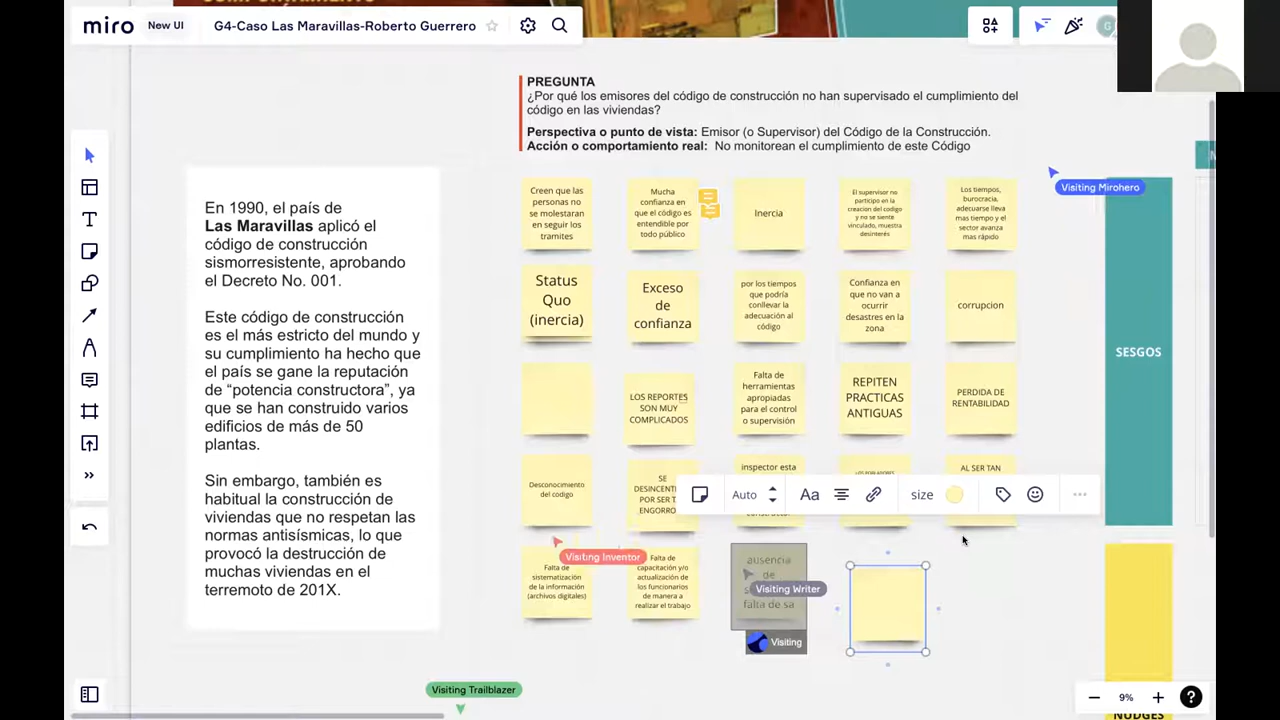 miro
New UI
G4-Caso Las Maravillas-Roberto Guerrero
PREGUNTA
¿Por qué los emisores del código de construcción no han supervisado el cumplimiento del
código en las viviendas?
Perspectiva o punto de vista: Emisor (o Supervisor) del Código de la Construcción.
Acción o comportamiento real: No monitorean el cumplimiento de este Código
Visiting Mirohero
En 1990, el país de
Las Maravillas aplicó el
código de construcción
sismorresistente, aprobando
el Decreto No. 001.
Este código de construcción
es el más estricto del mundo y
su cumplimiento ha hecho que
el país se gane la reputación
de “potencia constructora”, ya
que se han construido varios
edificios de más de 50
plantas.
Sin embargo, también es
habitual la construcción de
viviendas que no respetan las
normas antisísmicas, lo que
provocó la destrucción de
muchas viviendas en el
terremoto de 201X.
Creen que las
personas no
se molestaran
en seguir los
tramites
Mucha
confianza en
que el código es
entendible por
todo público
Inercia
El supervisor no
participo en la
creacion del codigo
y no se siente
vinculado, muestra
desinterés
Los tiempos,
burocracia,
adecuarse lleva
mas tiempo y el
sector avanza
mas rápido
Status
Quo
(inercia)
Exceso
de
confianza
por los tiempos
que podría
conllevar la
adecuación al
código
Confianza en
que no van a
ocurrir
desastres en la
zona
corrupcion
LOS REPORTES
SON MUY
COMPLICADOS
Falta de
herramientas
apropiadas
para el control
o supervisión
REPITEN
PRACTICAS
ANTIGUAS
PERDIDA DE
RENTABILIDAD
Desconocimiento
del codigo
SE
POR SER
inspector esta
AL SER TAN
Auto
Aa
size
Visiting Inventor
Falta de
sistematización
de la información
(archivos digitales)
Falta de
capacitación y/o
actualización de
los funcionarios
de manera a
realizar el trabajo
ausencia
de
falta de sa
Visiting Writer
Visiting
Visiting Trailblazer
SESGOS
NUDGES
9%